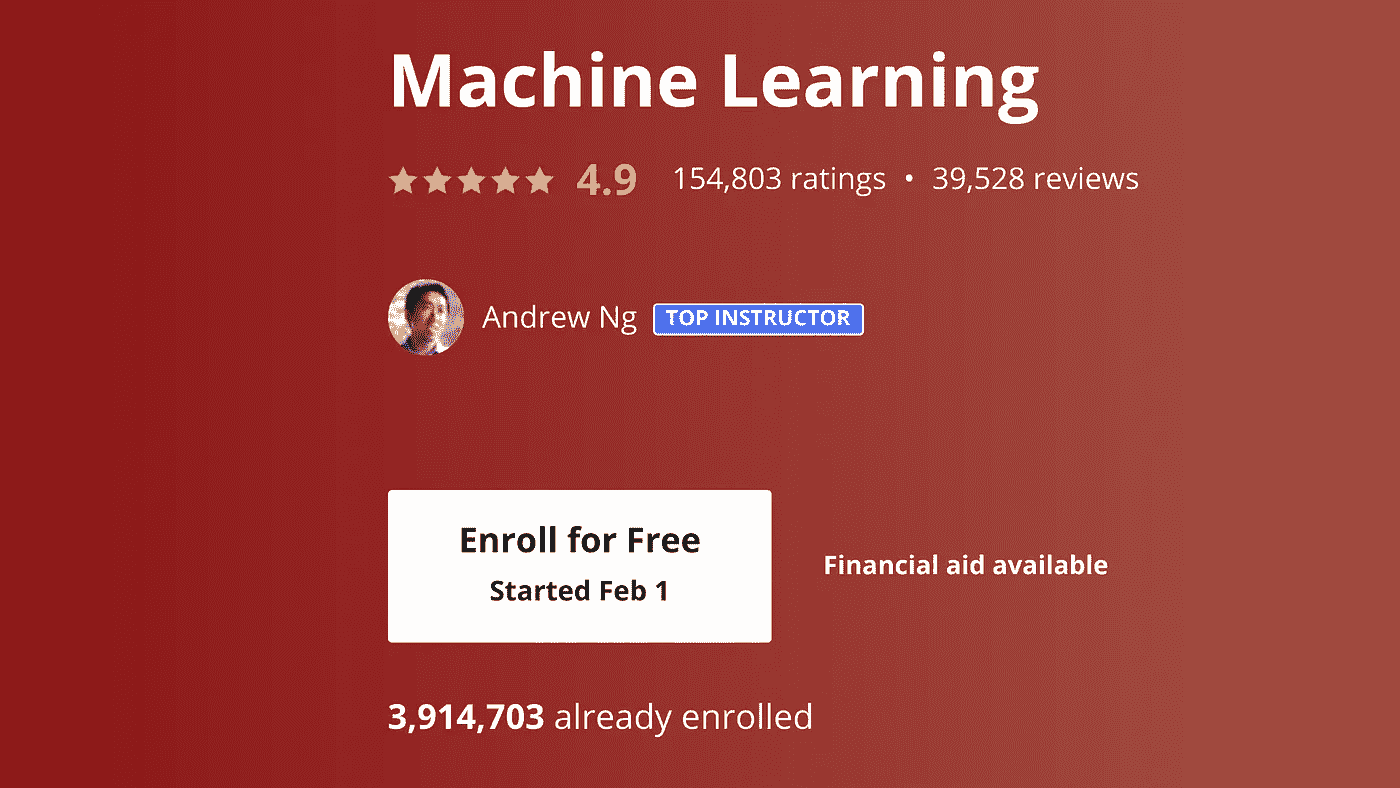 Machine Learning
4.9 154,803 ratings • 39,528 reviews
Andrew Ng TOP INSTRUCTOR
Enroll for Free
Started Feb 1
Financial aid available
3,914,703 already enrolled